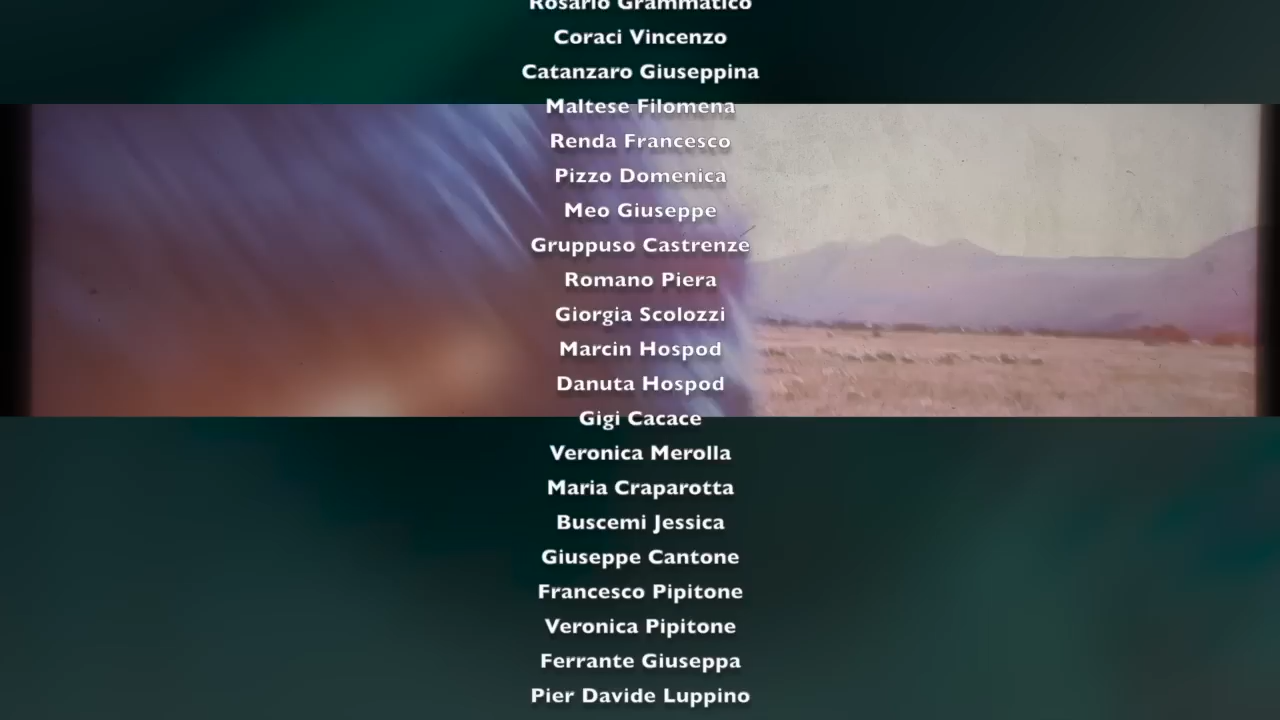 Rosario Grammatico
Coraci Vincenzo
Catanzaro Giuseppina
Maltese Filomena
Renda Francesco
Pizzo Domenica
Meo Giuseppe
Gruppuso Castrenze
Romano Piera
Giorgia Scolozzi
Marcin Hospod
Danuta Hospod
Gigi Cacace
Veronica Merolla
Maria Craparotta
Buscemi Jessica
Giuseppe Cantone
Francesco Pipitone
Veronica Pipitone
Ferrante Giuseppa
Pier Davide Luppino